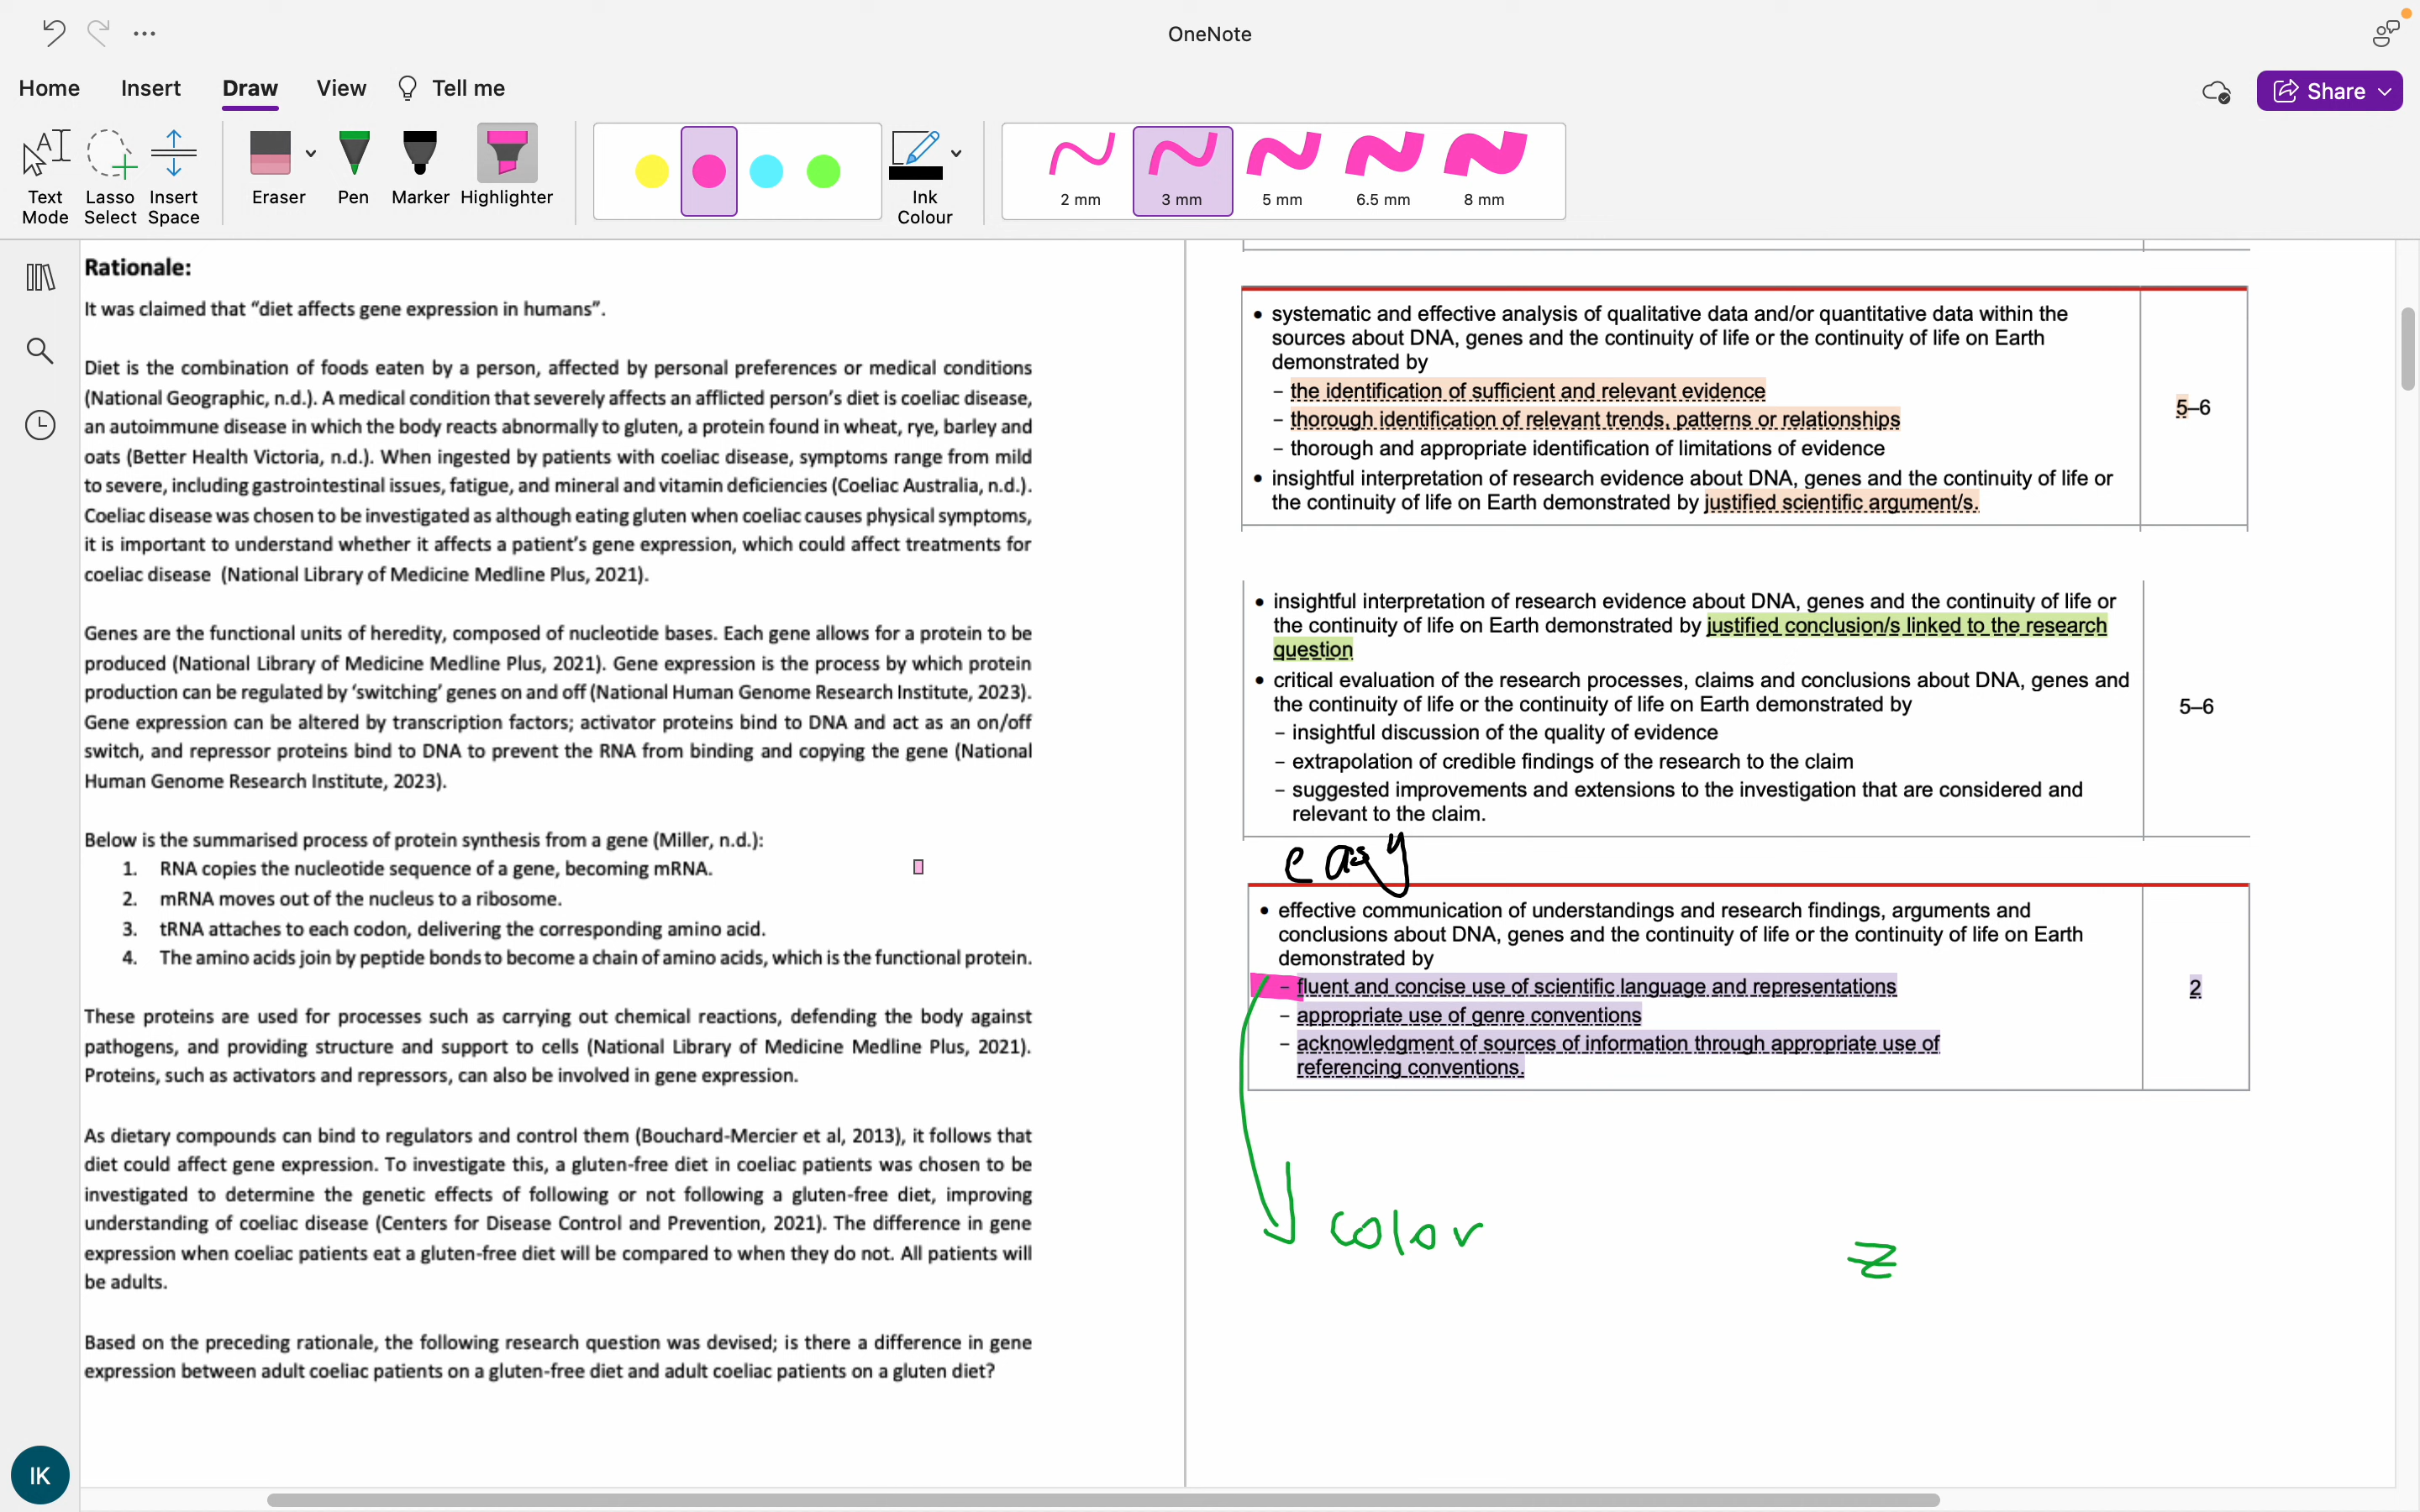 OneNote
Home Insert Draw View Tell me
Share
Text Mode
Lasso Select
Insert Space
Eraser
Pen
Marker
Highlighter
Ink Colour
2 mm
3 mm
5 mm
6.5 mm
8 mm
Rationale:
It was claimed that “diet affects gene expression in humans”.
Diet is the combination of foods eaten by a person, affected by personal preferences or medical conditions
(National Geographic, n.d.). A medical condition that severely affects an afflicted person’s diet is coeliac disease,
an autoimmune disease in which the body reacts abnormally to gluten, a protein found in wheat, rye, barley and
oats (Better Health Victoria, n.d.). When ingested by patients with coeliac disease, symptoms range from mild
to severe, including gastrointestinal issues, fatigue, and mineral and vitamin deficiencies (Coeliac Australia, n.d.).
Coeliac disease was chosen to be investigated as although eating gluten when coeliac causes physical symptoms,
it is important to understand whether it affects a patient’s gene expression, which could affect treatments for
coeliac disease (National Library of Medicine Medline Plus, 2021).
Genes are the functional units of heredity, composed of nucleotide bases. Each gene allows for a protein to be
produced (National Library of Medicine Medline Plus, 2021). Gene expression is the process by which protein
production can be regulated by ‘switching’ genes on and off (National Human Genome Research Institute, 2023).
Gene expression can be altered by transcription factors; activator proteins bind to DNA and act as an on/off
switch, and repressor proteins bind to DNA to prevent the RNA from binding and copying the gene (National
Human Genome Research Institute, 2023).
Below is the summarised process of protein synthesis from a gene (Miller, n.d.):
1. RNA copies the nucleotide sequence of a gene, becoming mRNA.
2. mRNA moves out of the nucleus to a ribosome.
3. tRNA attaches to each codon, delivering the corresponding amino acid.
4. The amino acids join by peptide bonds to become a chain of amino acids, which is the functional protein.
These proteins are used for processes such as carrying out chemical reactions, defending the body against
pathogens, and providing structure and support to cells (National Library of Medicine Medline Plus, 2021).
Proteins, such as activators and repressors, can also be involved in gene expression.
As dietary compounds can bind to regulators and control them (Bouchard-Mercier et al, 2013), it follows that
diet could affect gene expression. To investigate this, a gluten-free diet in coeliac patients was chosen to be
investigated to determine the genetic effects of following or not following a gluten-free diet, improving
understanding of coeliac disease (Centers for Disease Control and Prevention, 2021). The difference in gene
expression when coeliac patients eat a gluten-free diet will be compared to when they do not. All patients will
be adults.
Based on the preceding rationale, the following research question was devised; is there a difference in gene
expression between adult coeliac patients on a gluten-free diet and adult coeliac patients on a gluten diet?
IK
• systematic and effective analysis of qualitative data and/or quantitative data within the
sources about DNA, genes and the continuity of life or the continuity of life on Earth
demonstrated by
– the identification of sufficient and relevant evidence
– thorough identification of relevant trends, patterns or relationships
– thorough and appropriate identification of limitations of evidence
• insightful interpretation of research evidence about DNA, genes and the continuity of life or
the continuity of life on Earth demonstrated by justified scientific argument/s.
5–6
• insightful interpretation of research evidence about DNA, genes and the continuity of life or
the continuity of life on Earth demonstrated by justified conclusion/s linked to the research
question
• critical evaluation of the research processes, claims and conclusions about DNA, genes and
the continuity of life or the continuity of life on Earth demonstrated by
– insightful discussion of the quality of evidence
– extrapolation of credible findings of the research to the claim
– suggested improvements and extensions to the investigation that are considered and
relevant to the claim.
5–6
easy
• effective communication of understandings and research findings, arguments and
conclusions about DNA, genes and the continuity of life or the continuity of life on Earth
demonstrated by
– fluent and concise use of scientific language and representations
– appropriate use of genre conventions
– acknowledgment of sources of information through appropriate use of
referencing conventions.
2
color